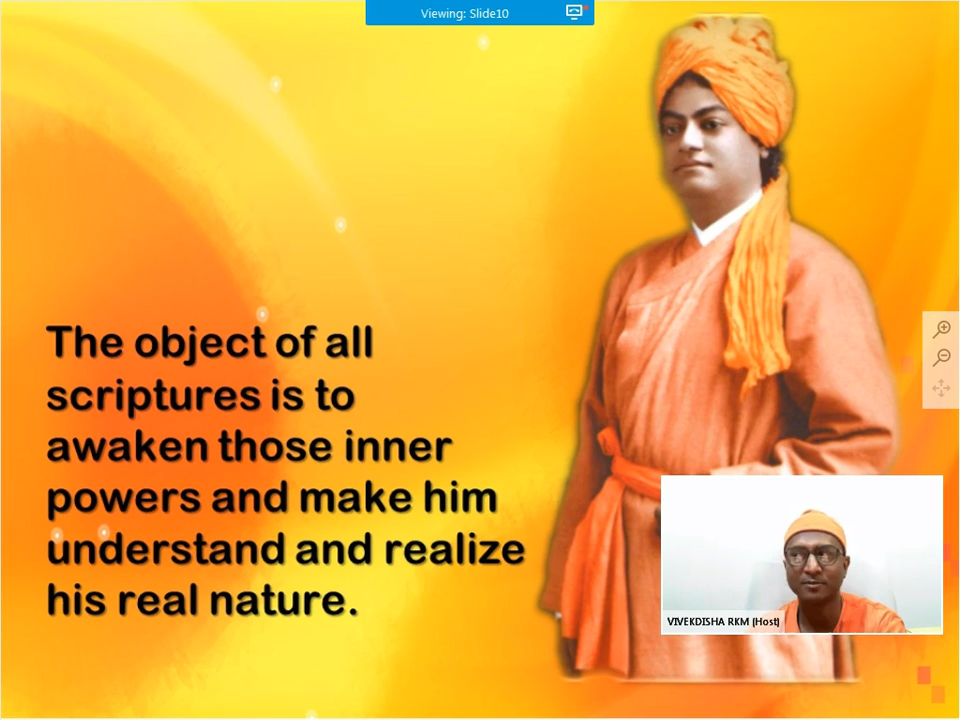 Viewing: Slide10
The object of all
scriptures is to
awaken those inner
powers and make him
understand and realize
his real nature.
VIVEKDISHA RKM (Host)